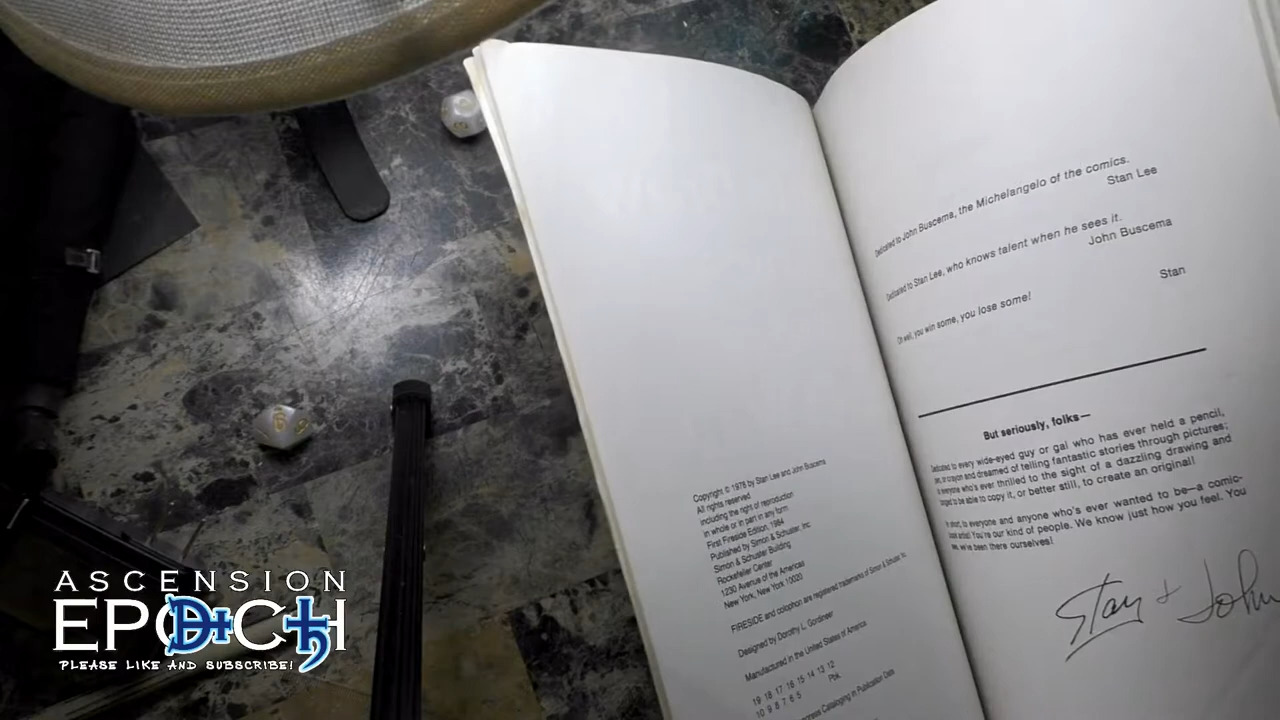 Copyright © 1978 by Stan Lee and John Buscema
All rights reserved
including the right of reproduction
in whole or in part in any form
First Fireside Edition, 1984
Published by Simon & Schuster, Inc.
Simon & Schuster Building
Rockefeller Center
1230 Avenue of the Americas
New York, New York 10020
FIRESIDE and colophon are registered trademarks of Simon & Schuster, Inc.
Designed by Dorothy L. Gordineer
Manufactured in the United States of America
19 18 17 16 15 14 13 12
10 9 8 7 6 5 Pbk.
Cataloging in Publication Data
Dedicated to John Buscema, the Michelangelo of the comics.
Stan Lee
Dedicated to Stan Lee, who knows talent when he sees it.
John Buscema
Oh well, you win some, you lose some!
Stan
But seriously, folks—
Dedicated to every wide-eyed guy or gal who has ever held a pencil,
pen, or crayon and dreamed of telling fantastic stories through pictures;
to everyone who's ever thrilled to the sight of a dazzling drawing and
longed to be able to copy it, or better still, to create an original!
In short, to everyone and anyone who's ever wanted to be—a comic-
book artist! You're our kind of people. We know just how you feel. You
see, we've been there ourselves!
Stan + John
ASCENSION
EPOCH
PLEASE LIKE AND SUBSCRIBE!